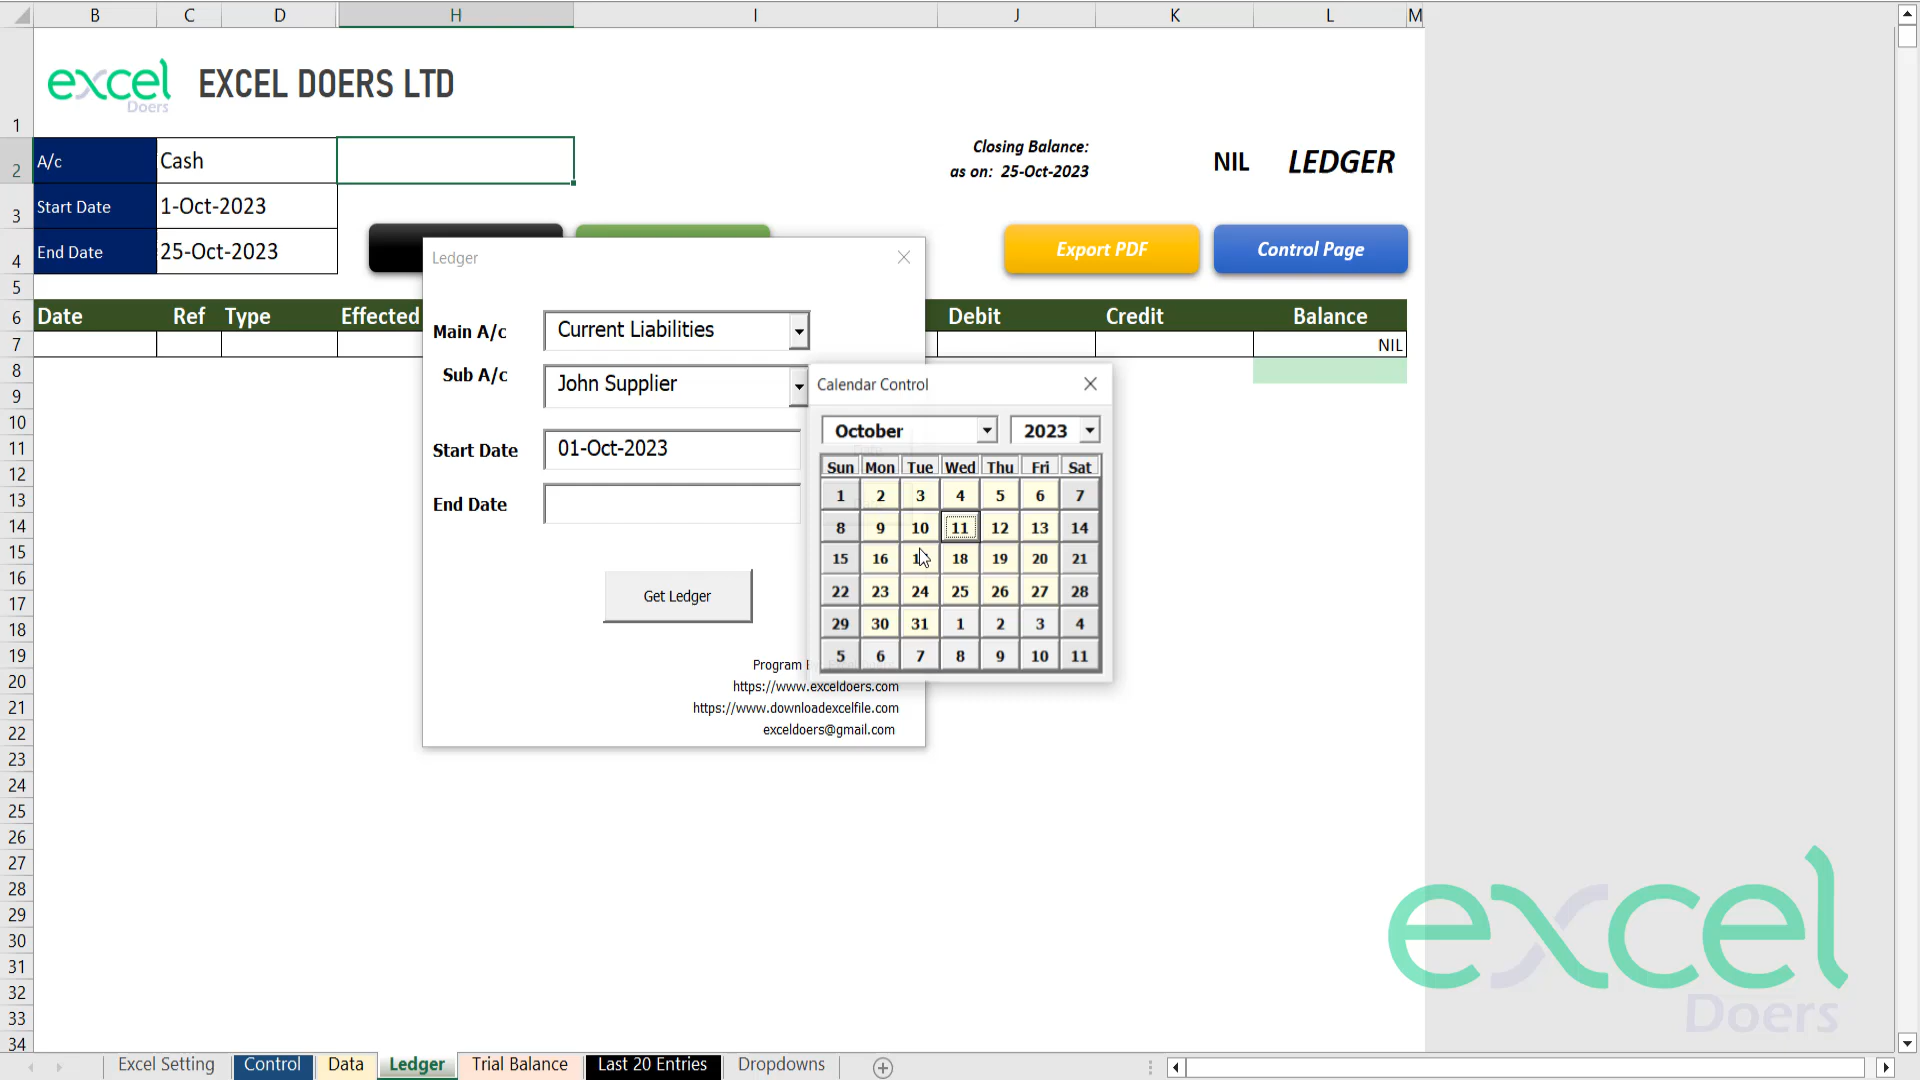 B C D H I J K L M
excel Doers EXCEL DOERS LTD
1
Closing Balance:
2 A/c Cash NIL LEDGER
as on: 25-Oct-2023
3 Start Date 1-Oct-2023
4 End Date 25-Oct-2023 Export PDF Control Page
Ledger
5
6 Date Ref Type Effected Debit Credit Balance
Main A/c Current Liabilities
7 NIL
8
Sub A/c John Supplier
Calendar Control
9
10
October 2023
11
Start Date 01-Oct-2023
Sun Mon Tue Wed Thu Fri Sat
12
1 2 3 4 5 6 7
13
End Date
14
8 9 10 11 12 13 14
15
15 16 18 19 20 21
16
22 23 24 25 26 27 28
Get Ledger
17
18
29 30 31 1 2 3 4
19
5 6 7 8 9 10 11
Program
20
https://www.exceldoers.com
21
https://www.downloadexcelfile.com
22
exceldoers@gmail.com
23
24
25
26
27
28
29
30
31
32
33
34
excel
Doers
Excel Setting Control Data Ledger Trial Balance Last 20 Entries Dropdowns